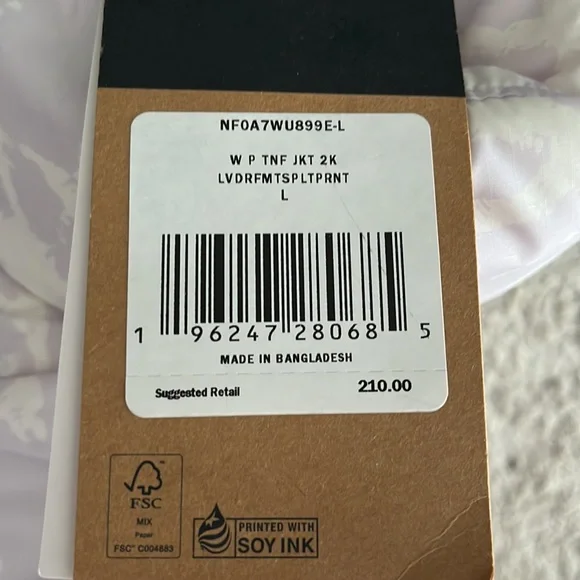 NF0A7WU899E-L
W P TNF JKT 2K
LVDRFMTSPLTPRNT
L
1 96247 28068 5
MADE IN BANGLADESH
Suggested Retail 210.00
FSC
MIX
Paper
FSC™ C004883
PRINTED WITH
SOY INK